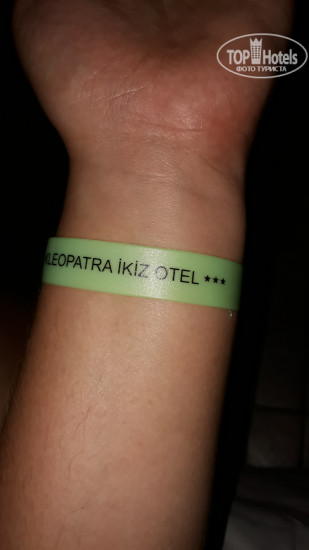 TOP Hotels
ФОТО ТУРИСТА
KLEOPATRA İKİZ OTEL ***